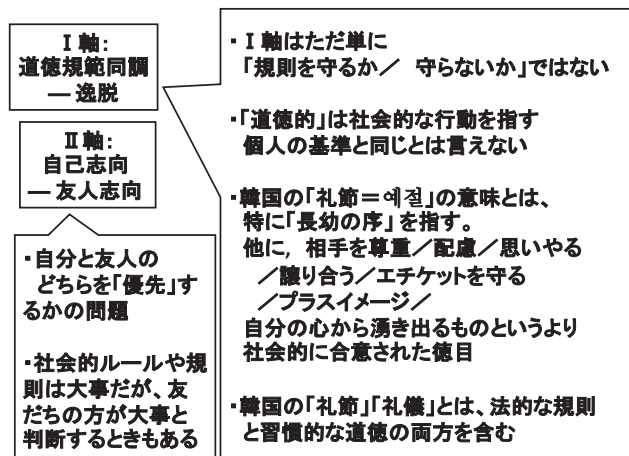 Ⅰ軸：
道徳規範同調
― 逸脱
Ⅱ軸：
自己志向
― 友人志向
・自分と友人の
どちらを「優先」す
るかの問題
・社会的ルールや規
則は大事だが、友
だちの方が大事と
判断するときもある
・Ⅰ軸はただ単に
「規則を守るか／ 守らないか」ではない
・「道徳的」は社会的な行動を指す
個人の基準と同じとは言えない
・韓国の「礼節＝예절」の意味とは、
特に「長幼の序」を指す。
他に, 相手を尊重／配慮／思いやる
／譲り合う／エチケットを守る
／プラスイメージ／
自分の心から湧き出るものというより
社会的に合意された徳目
・韓国の「礼節」「礼儀」とは、法的な規則
と習慣的な道徳の両方を含む